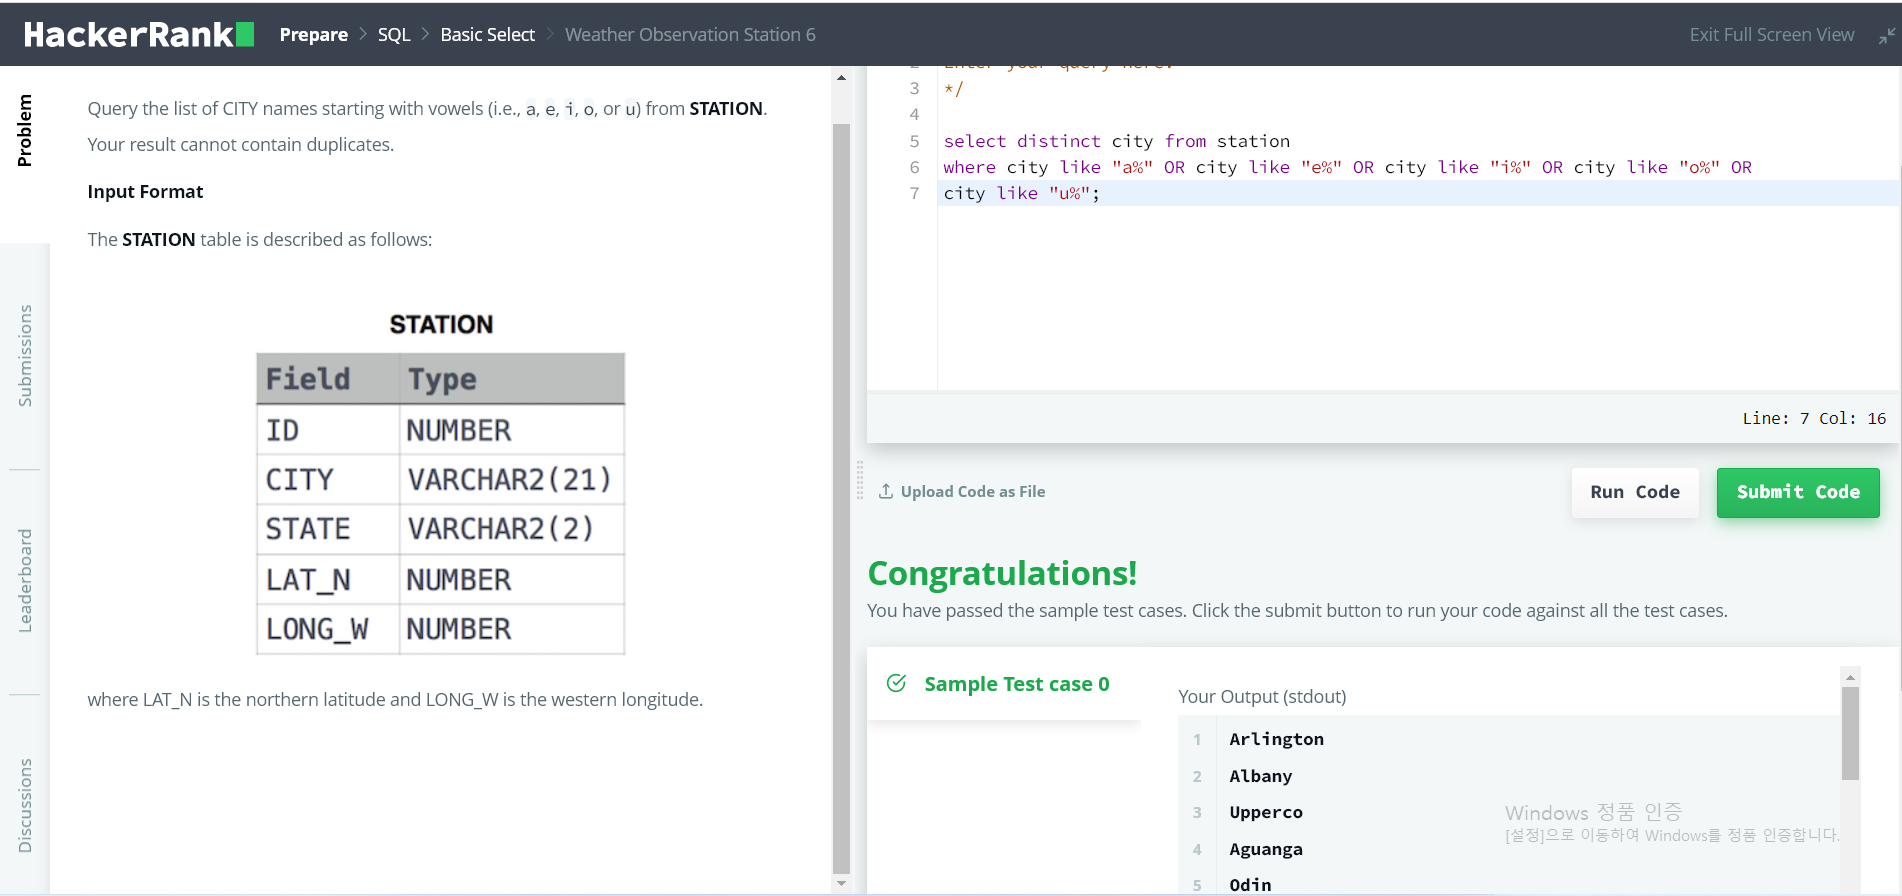 HackerRank Prepare > SQL > Basic Select > Weather Observation Station 6 Exit Full Screen View
Problem
Submissions
Leaderboard
Discussions
Query the list of CITY names starting with vowels (i.e., a, e, i, o, or u) from STATION.
Your result cannot contain duplicates.
Input Format
The STATION table is described as follows:
STATION
Field Type
ID NUMBER
CITY VARCHAR2(21)
STATE VARCHAR2(2)
LAT_N NUMBER
LONG_W NUMBER
where LAT_N is the northern latitude and LONG_W is the western longitude.
2 Enter your query here.
3 */
4
5 select distinct city from station
6 where city like "a%" OR city like "e%" OR city like "i%" OR city like "o%" OR
7 city like "u%";
Line: 7 Col: 16
Upload Code as File
Run Code
Submit Code
Congratulations!
You have passed the sample test cases. Click the submit button to run your code against all the test cases.
Sample Test case 0
Your Output (stdout)
1 Arlington
2 Albany
3 Upperco
4 Aguanga
5 Odin
Windows 정품 인증
[설정]으로 이동하여 Windows를 정품 인증합니다.